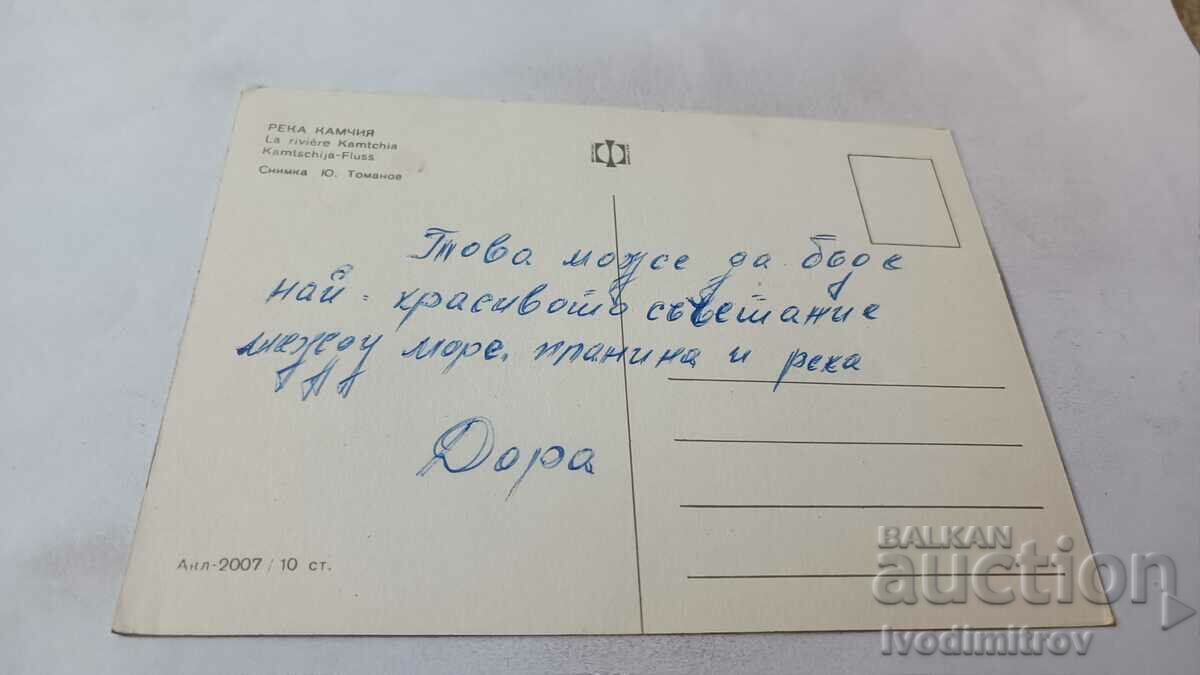 РЕКА КАМЧИЯ
La rivière Kamtchia
Kamtschija-Fluss
Снимка Ю. Томанов
Това може да бъде
най-красивото съчетание
между море, планина и река
Дора
Акл-2007 / 10 ст.
BALKAN
auction
Ivodimitrov